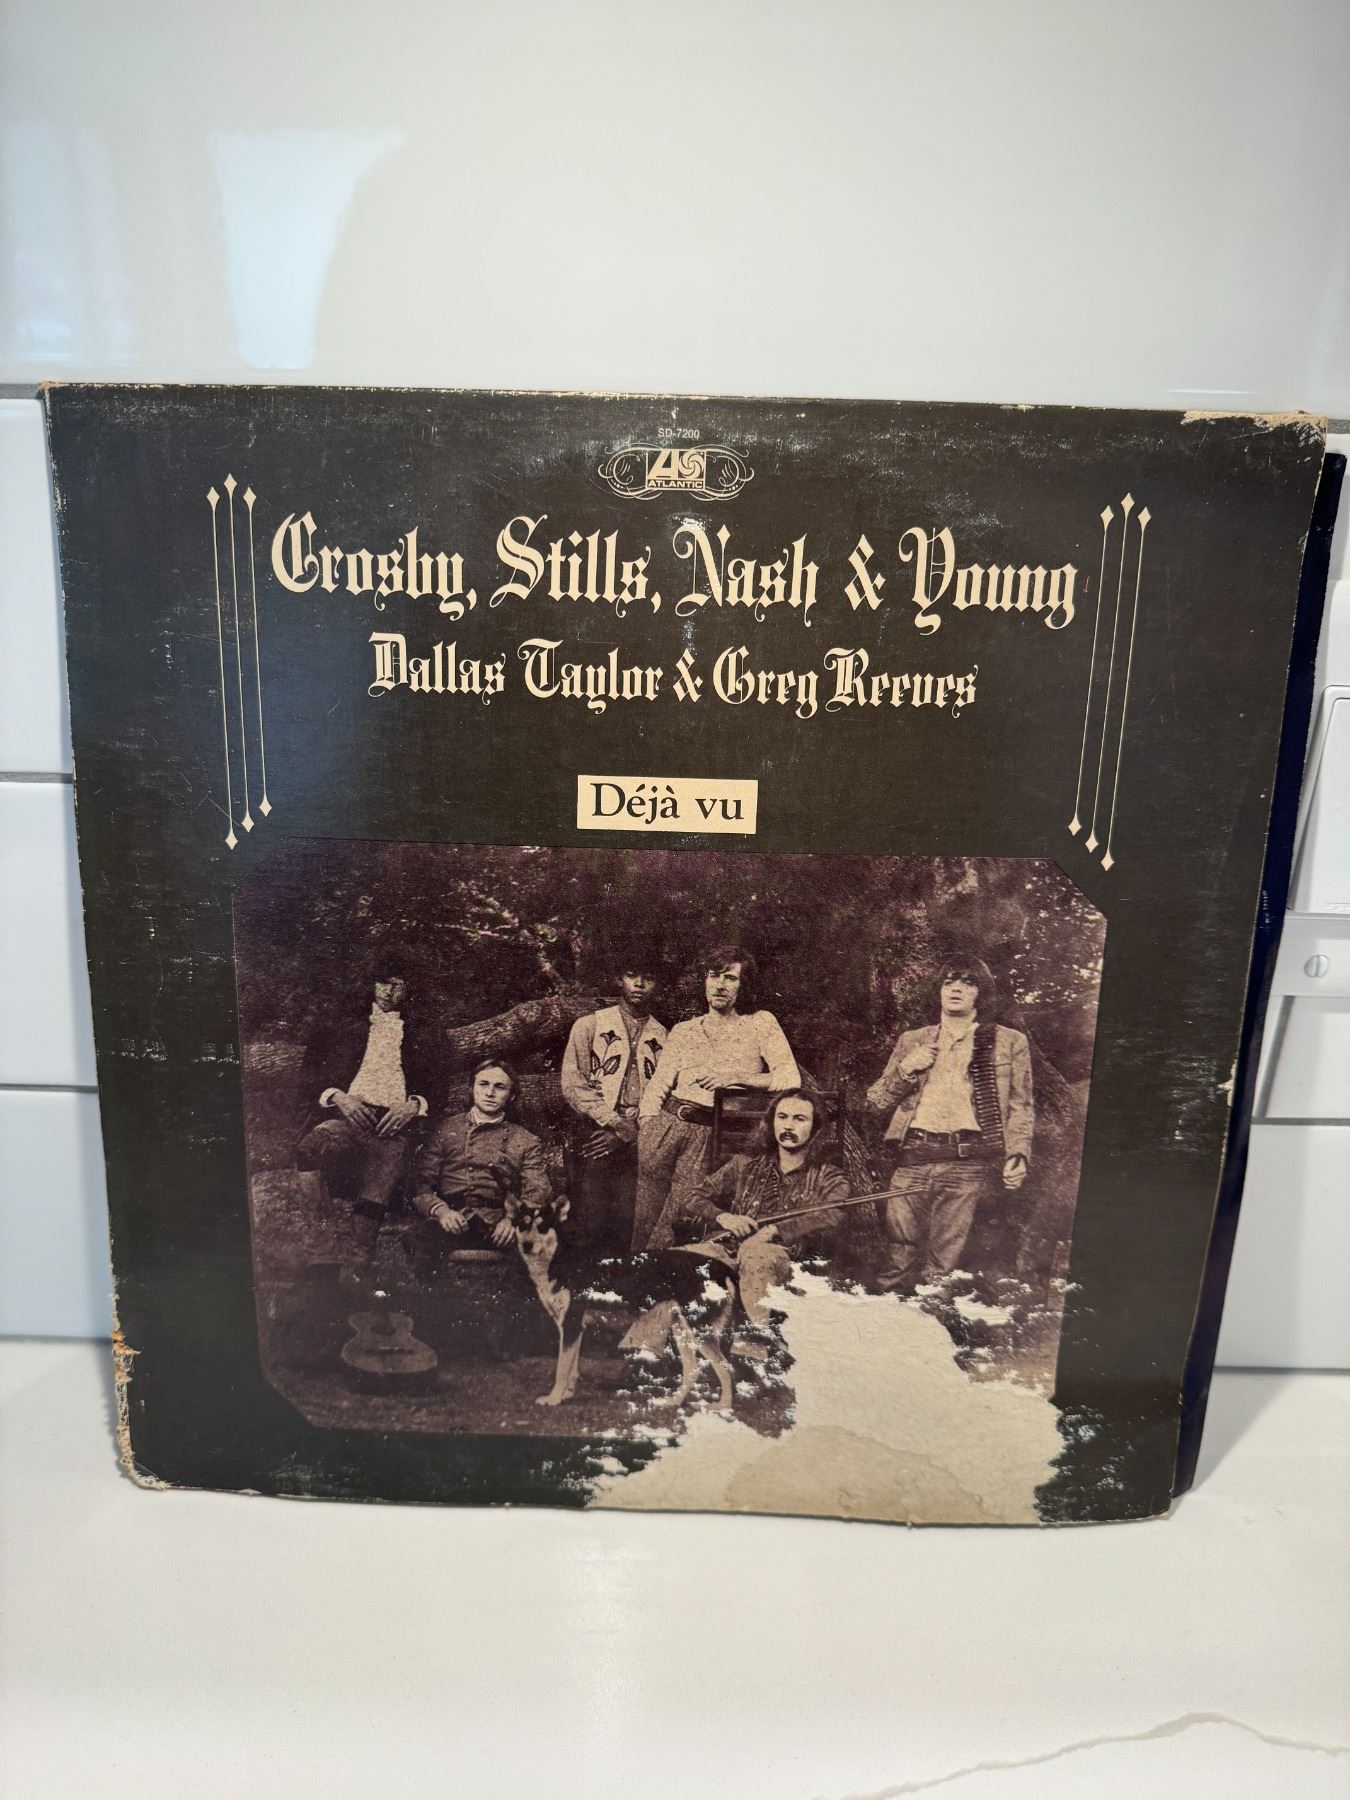 SD-7200
ATLANTIC
Crosby, Stills, Nash & Young
Dallas Taylor & Greg Reeves
Déjà vu